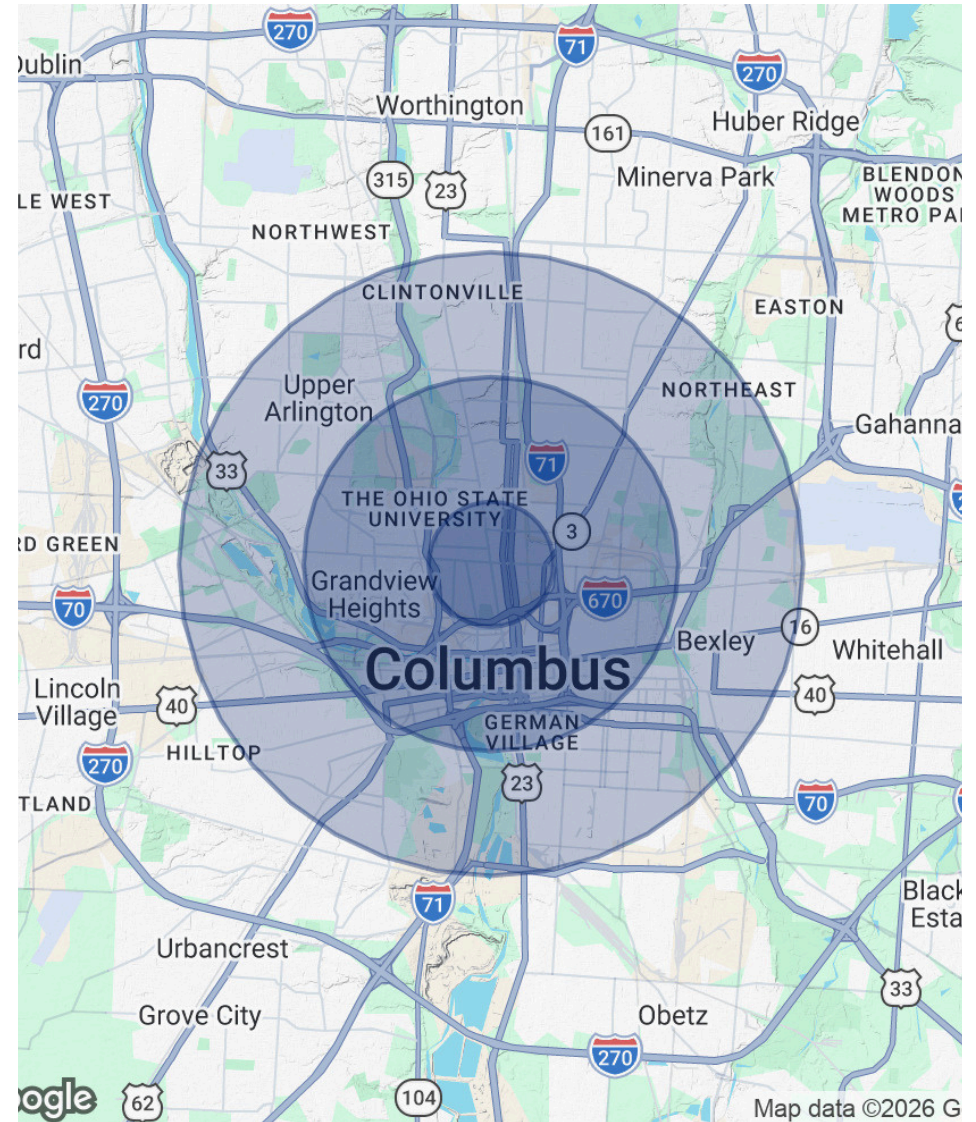 270
71
Dublin
270
Worthington
Huber Ridge
161
315
23
Minerva Park
BLENDON
WOODS
METRO PA
LE WEST
NORTHWEST
CLINTONVILLE
EASTON
6
rd
Upper
Arlington
NORTHEAST
270
Gahanna
33
71
2
THE OHIO STATE
UNIVERSITY
3
RD GREEN
Grandview
Heights
670
70
16
Bexley
Whitehall
Columbus
Lincoln
Village
40
40
GERMAN
VILLAGE
HILLTOP
270
23
70
TLAND
71
Black
Esta
Urbancrest
33
Grove City
Obetz
270
62
104
oogle
Map data ©2026 G